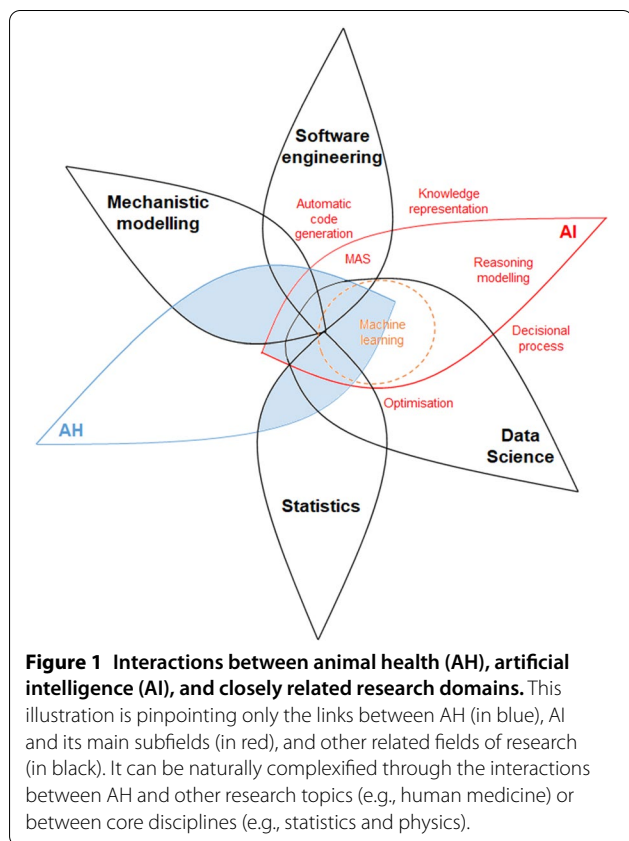 Software
engineering
Mechanistic
modelling
Automatic
code
generation
Knowledge
representation
MAS
AI
Reasoning
modelling
Machine
learning
Decisional
process
Optimisation
AH
Data
Science
Statistics
Figure 1 Interactions between animal health (AH), artificial
intelligence (AI), and closely related research domains. This
illustration is pinpointing only the links between AH (in blue), AI
and its main subfields (in red), and other related fields of research
(in black). It can be naturally complexified through the interactions
between AH and other research topics (e.g., human medicine) or
between core disciplines (e.g., statistics and physics).